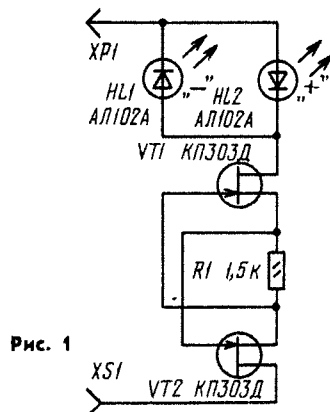 XP1
HL1
АЛ102А
„−"
HL2
АЛ102А
„+"
VT1 КП303Д
R1 1,5к
Рис. 1
XS1
VT2 КП303Д